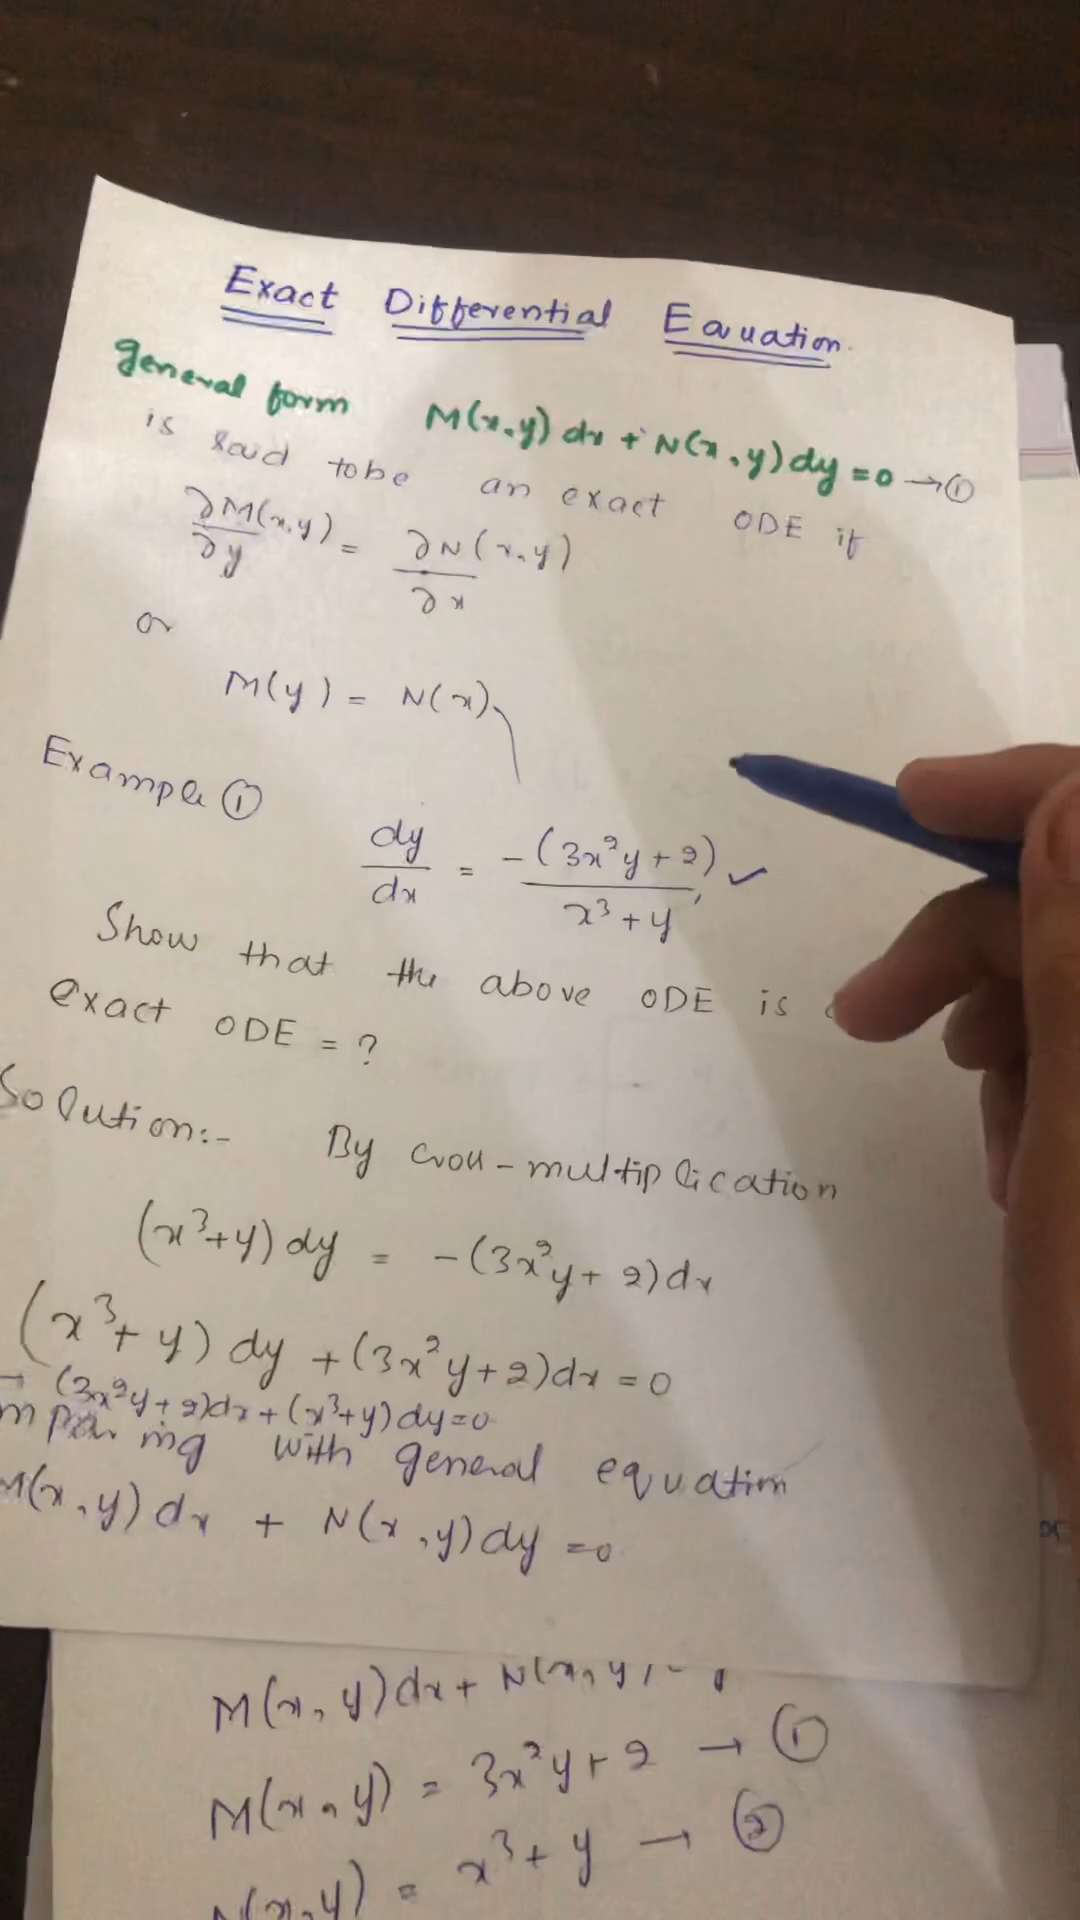 Exact Differential Eauation.
general form M(x,y)dx + N(x,y)dy = 0 → ①
is said tobe an exact ODE if
∂M(x,y)/∂y = ∂N(x,y)/∂x
or
M(y) = N(x)
Example ①
dy/dx = -(3x²y+2)/x³+y, ✓
Show that the above ODE is
exact ODE = ?
Solution:- By cross-multiplication
(x³+y)dy = -(3x²y+2)dx
(x³+y)dy + (3x²y+2)dx = 0
→ (3x²y+2)dx + (x³+y)dy=0
mparing with general equation
M(x,y)dx + N(x,y)dy =0
M(x,y)dx + N(x,y)
M(x,y) = 3x²y+2 → ①
N(x,y) = x³+y → ②